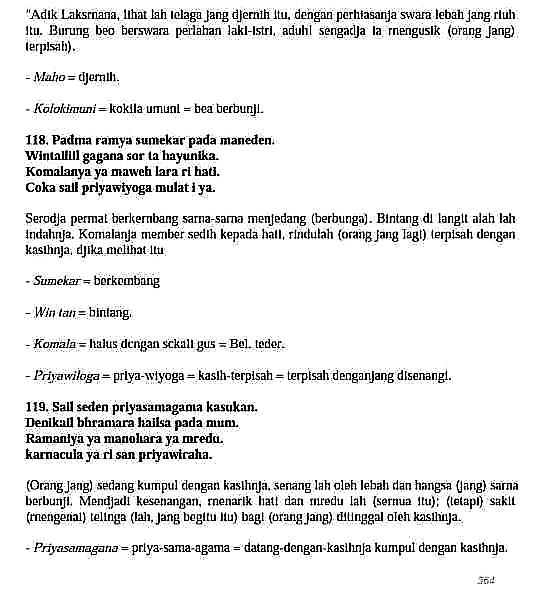 "Adik Laksmana, lihat lah telaga jang djernih itu, dengan perhiasanja swara lebah jang riuh
itu. Burung beo berswara perlahan laki-istri, aduhl sengadja ia mengusik (orang jang)
terpisah).
- Maho = djernih.
- Kolokimuni = kokila umuni = bea berbunji.
118. Padma ramya sumekar pada maneden.
Wintallill gagana sor ta hayunika.
Komalanya ya maweh lara ri hati.
Coka sall priyawiyoga mulat i ya.
Serodja permai berkembang sama-sama menjedang (berbunga). Bintang di langit alah lah
indahnja. Komalanja member sedih kepada hati, rindulah (orang jang lagi) terpisah dengan
kasihnja, djika melihat itu
- Sumekar = berkembang
- Win tan = bintang.
- Komala = halus dcngan sckali gus = Bel. teder.
- Priyawiloga = priya-wiyoga = kasih-terpisah = terpisah denganjang disenangi.
119. Sail seden priyasamagama kasukan.
Denikall bhramara hailsa pada mum.
Ramaniya ya manohara ya mredu.
karnacula ya ri san priyawiraha.
(Orang jang) sedang kumpul dengan kasihnja, senang lah oleh lebah dan hangsa (jang) sama
berbunji. Mendjadi kesenangan, menarik hati dan mredu lah (semua itu); (tetapi) sakit
(mengenai) telinga (lah, jang begitu itu) bagi (orang jang) ditinggal oleh kasihnja.
- Priyasamagana = priya-sama-agama = datang-dengan-kasihnja kumpul dengan kasihnja.
364